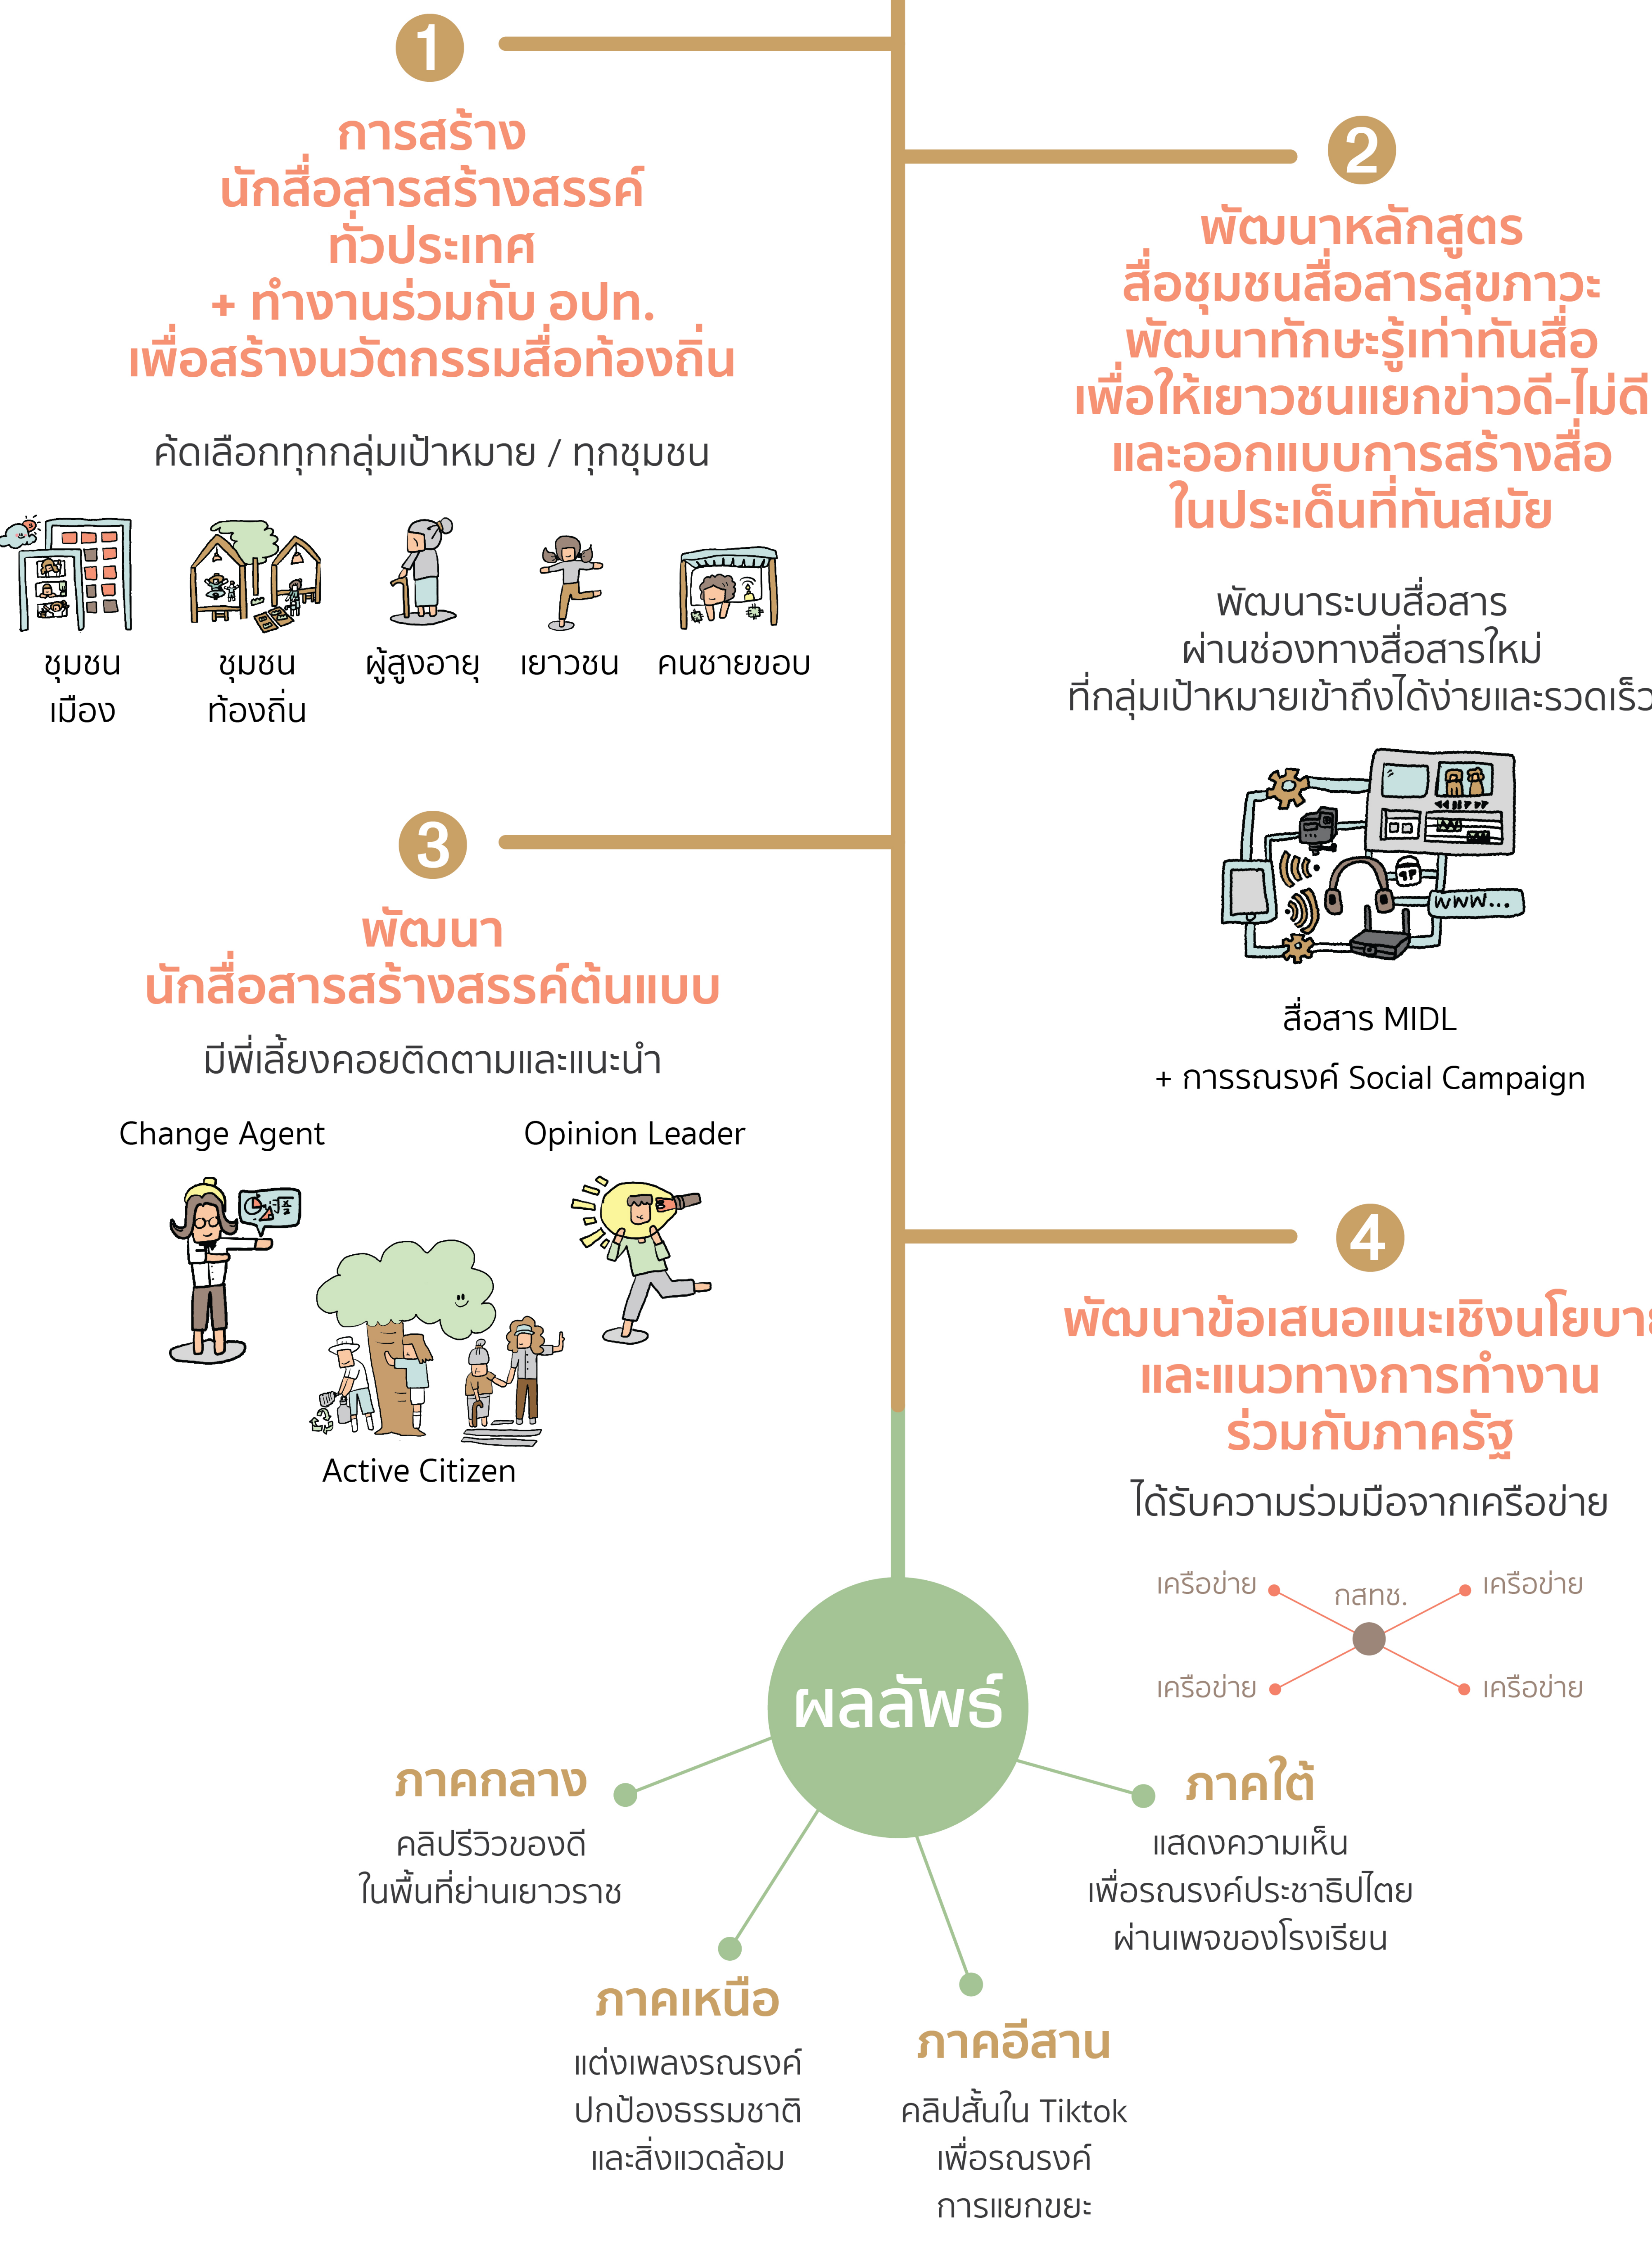 1
การสร้าง
นักสื่อสารสร้างสรรค์
ทั่วประเทศ
+ ทำงานร่วมกับ อปท.
เพื่อสร้างนวัตกรรมสื่อท้องถิ่น
คัดเลือกทุกกลุ่มเป้าหมาย / ทุกชุมชน
ชุมชน
เมือง
ชุมชน
ท้องถิ่น
ผู้สูงอายุ
เยาวชน
คนชายขอบ
2
พัฒนาหลักสูตร
สื่อชุมชนสื่อสารสุขภาวะ
พัฒนาทักษะรู้เท่าทันสื่อ
เพื่อให้เยาวชนแยกข่าวดี-ไม่ดี
และออกแบบการสร้างสื่อ
ในประเด็นที่ทันสมัย
พัฒนาระบบสื่อสาร
ผ่านช่องทางสื่อสารใหม่
ที่กลุ่มเป้าหมายเข้าถึงได้ง่ายและรวดเร็ว
WWW...
สื่อสาร MIDL
+ การรณรงค์ Social Campaign
3
พัฒนา
นักสื่อสารสร้างสรรค์ต้นแบบ
มีพี่เลี้ยงคอยติดตามและแนะนำ
Change Agent
Opinion Leader
Active Citizen
4
พัฒนาข้อเสนอแนะเชิงนโยบาย
และแนวทางการทำงาน
ร่วมกับภาครัฐ
ได้รับความร่วมมือจากเครือข่าย
เครือข่าย
กสทช.
เครือข่าย
เครือข่าย
เครือข่าย
ผลลัพธ์
ภาคกลาง
คลิปรีวิวของดี
ในพื้นที่ย่านเยาวราช
ภาคเหนือ
แต่งเพลงรณรงค์
ปกป้องธรรมชาติ
และสิ่งแวดล้อม
ภาคอีสาน
คลิปสั้นใน Tiktok
เพื่อรณรงค์
การแยกขยะ
ภาคใต้
แสดงความเห็น
เพื่อรณรงค์ประชาธิปไตย
ผ่านเพจของโรงเรียน